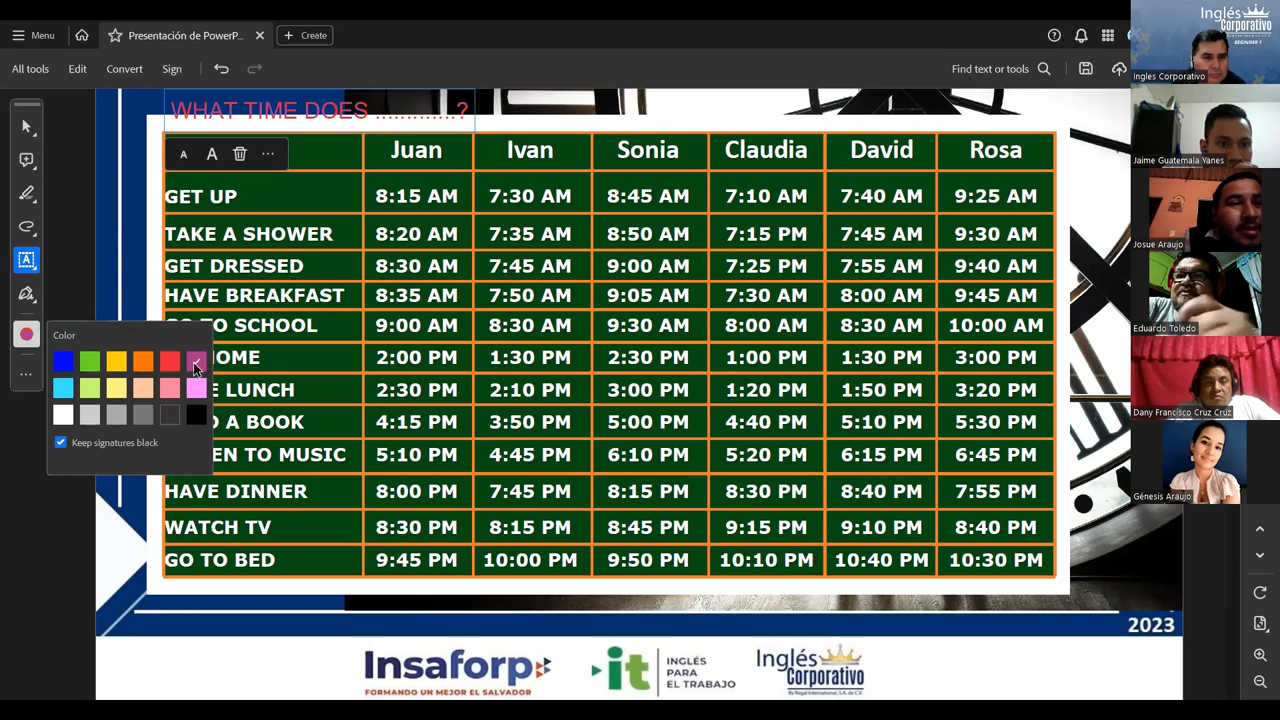 Menu
Presentación de PowerP...
Create
All tools Edit Convert Sign
Find text or tools
WHAT TIME DOES .............?
A A
Juan Ivan Sonia Claudia David Rosa
GET UP 8:15 AM 7:30 AM 8:45 AM 7:10 AM 7:40 AM 9:25 AM
TAKE A SHOWER 8:20 AM 7:35 AM 8:50 AM 7:15 PM 7:45 AM 9:30 AM
GET DRESSED 8:30 AM 7:45 AM 9:00 AM 7:25 PM 7:55 AM 9:40 AM
HAVE BREAKFAST 8:35 AM 7:50 AM 9:05 AM 7:30 AM 8:00 AM 9:45 AM
TO SCHOOL 9:00 AM 8:30 AM 9:30 AM 8:00 AM 8:30 AM 10:00 AM
HOME 2:00 PM 1:30 PM 2:30 PM 1:00 PM 1:30 PM 3:00 PM
E LUNCH 2:30 PM 2:10 PM 3:00 PM 1:20 PM 1:50 PM 3:20 PM
A BOOK 4:15 PM 3:50 PM 5:00 PM 4:40 PM 5:10 PM 5:30 PM
EN TO MUSIC 5:10 PM 4:45 PM 6:10 PM 5:20 PM 6:15 PM 6:45 PM
HAVE DINNER 8:00 PM 7:45 PM 8:15 PM 8:30 PM 8:40 PM 7:55 PM
WATCH TV 8:30 PM 8:15 PM 8:45 PM 9:15 PM 9:10 PM 8:40 PM
GO TO BED 9:45 PM 10:00 PM 9:50 PM 10:10 PM 10:40 PM 10:30 PM
Color
Keep signatures black
2023
Insaforp
FORMANDO UN MEJOR EL SALVADOR
it
INGLÉS
PARA
EL TRABAJO
Inglés
Corporativo
By Regal International, S.A. de C.V.
Inglés
Corporativo
BEGINNER 1
Ingles Corporativo
Jaime Guatemala Yanes
Josue Araujo
Eduardo Toledo
Dany Francisco Cruz Cruz
Génesis Araujo